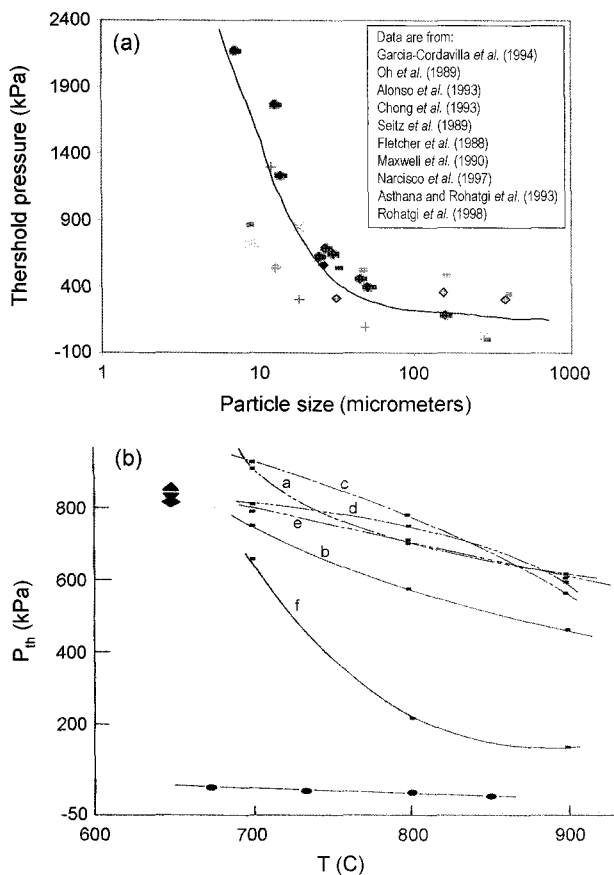 (a)
2400
1900
1400
900
400
-100
Thershold pressure (kPa)
1
10
100
1000
Particle size (micrometers)
Data are from:
Garcia-Cordavilla et al. (1994)
Oh et al. (1989)
Alonso et al. (1993)
Chong et al. (1993)
Seitz et al. (1989)
Fletcher et al. (1988)
Maxwell et al. (1990)
Narcisco et al. (1997)
Asthana and Rohatgi et al. (1993)
Rohatgi et al. (1998)
(b)
800
600
400
200
-50
Pth (kPa)
a
c
d
e
b
f
600
700
800
900
T (C)